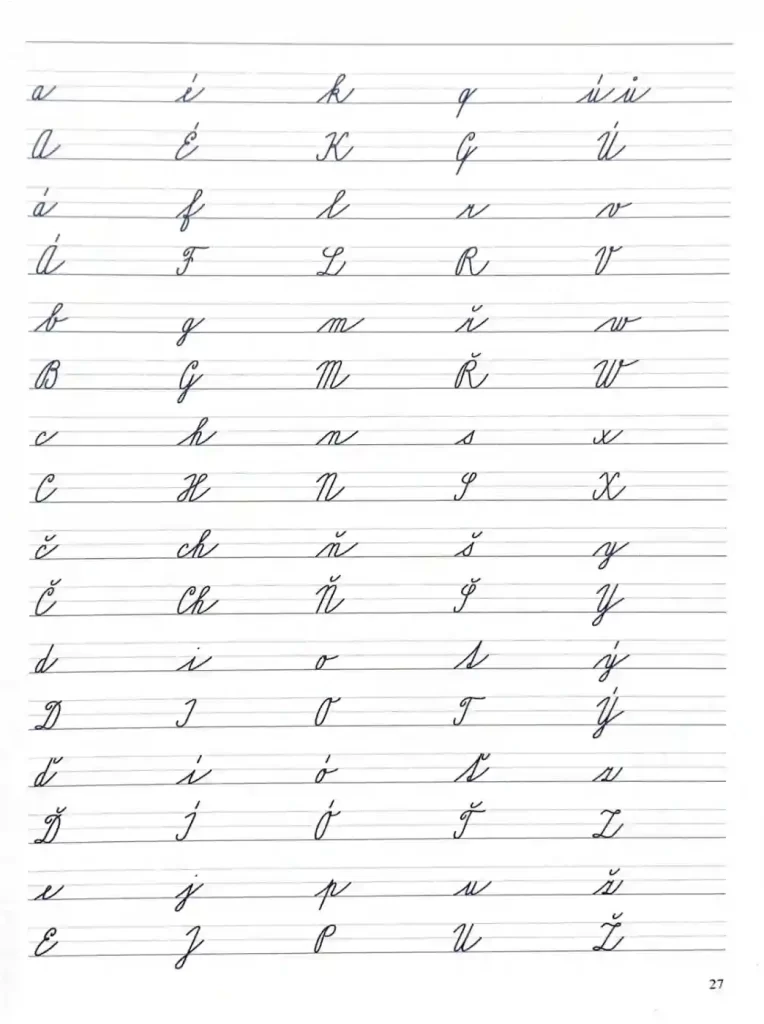 a é k q ú ů
A É K Q Ú
á f l r v
Á F L R V
b g m ř w
B G M Ř W
c h n s x
C H N S X
č ch ň š y
Č Ch Ň Š Y
d i o t ý
D I O T Ý
ď í ó ť z
Ď Í Ó Ť Z
e j p u ž
E J P U Ž
27